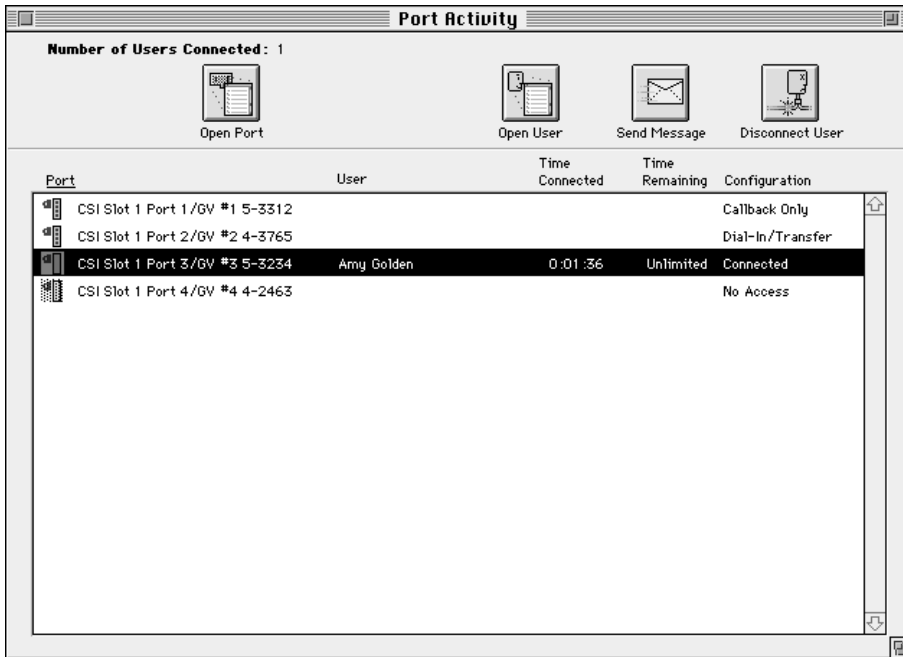 Port Activity
Number of Users Connected: 1
Open Port
Open User
Send Message
Disconnect User
Port User Time Connected Time Remaining Configuration
CSI Slot 1 Port 1/GV #1 5-3312 Callback Only
CSI Slot 1 Port 2/GV #2 4-3765 Dial-In/Transfer
CSI Slot 1 Port 3/GV #3 5-3234 Amy Golden 0:01:36 Unlimited Connected
CSI Slot 1 Port 4/GV #4 4-2463 No Access